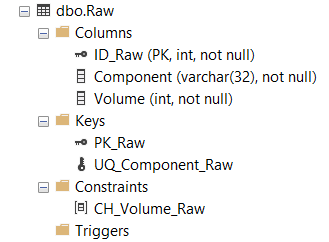 dbo.Raw
Columns
ID_Raw (PK, int, not null)
Component (varchar(32), not null)
Volume (int, not null)
Keys
PK_Raw
UQ_Component_Raw
Constraints
CH_Volume_Raw
Triggers